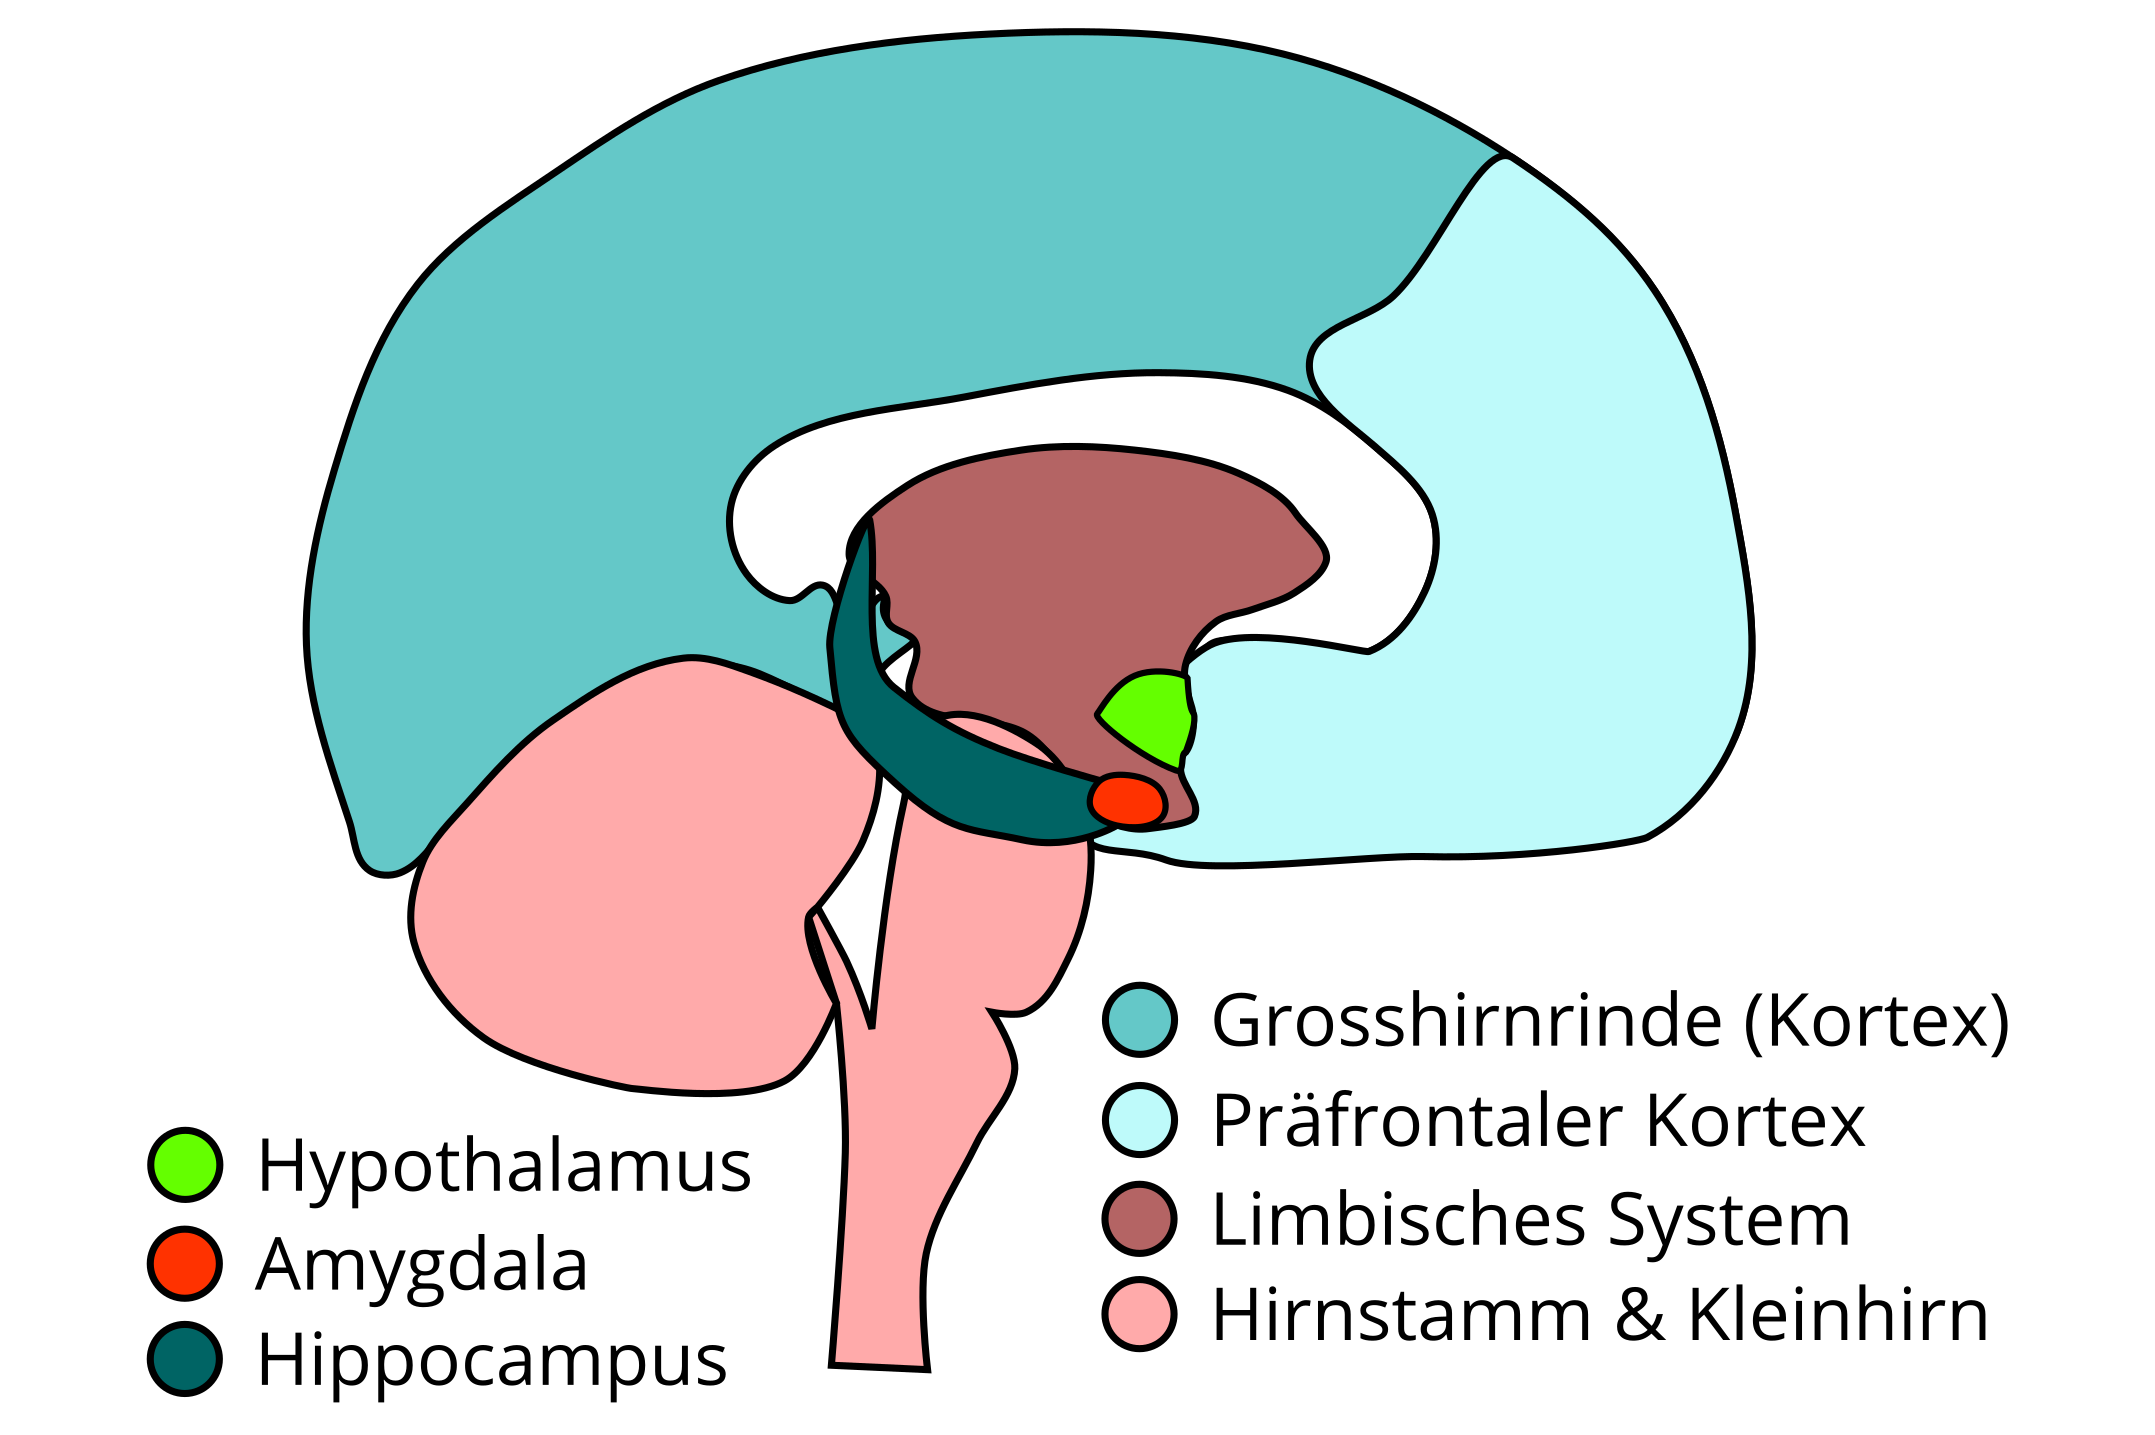 Hypothalamus
Amygdala
Hippocampus
Grosshirnrinde (Kortex)
Präfrontaler Kortex
Limbisches System
Hirnstamm & Kleinhirn